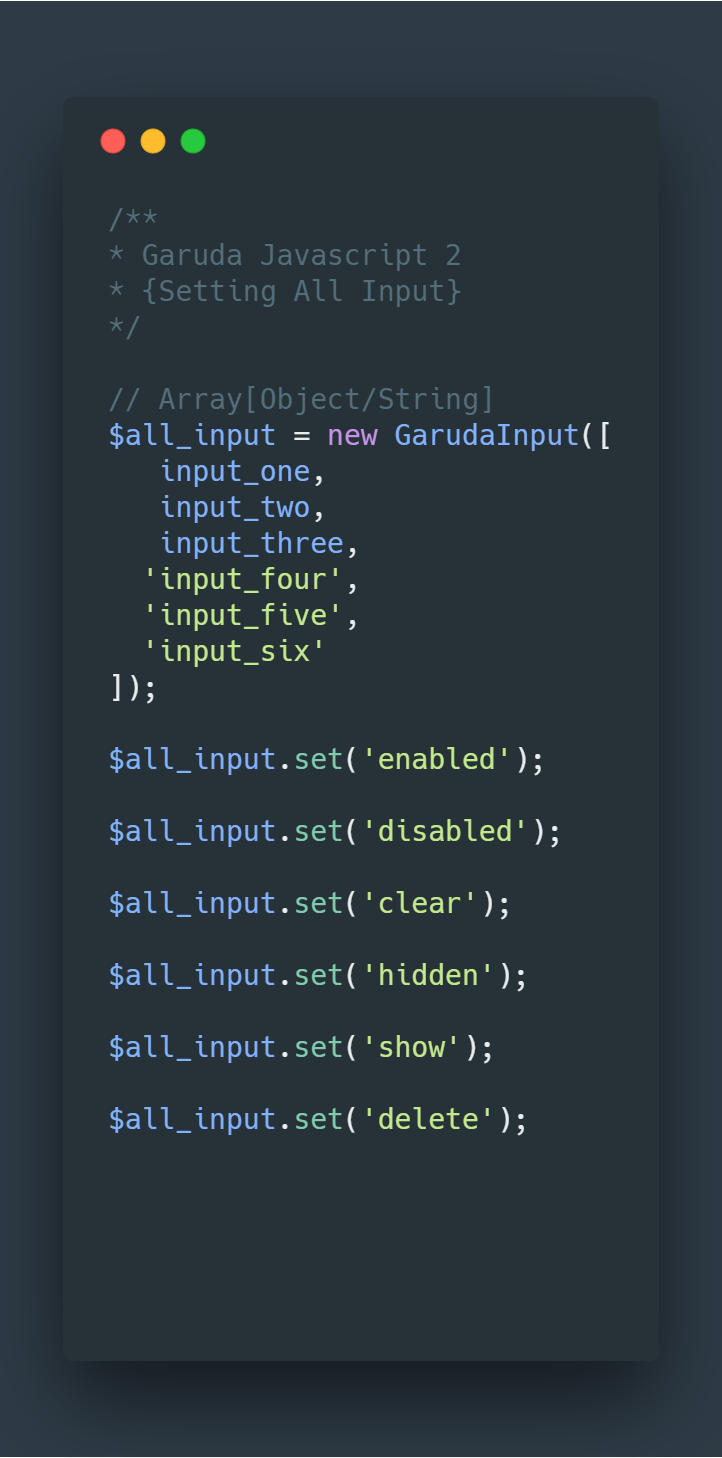 /**
* Garuda Javascript 2
* {Setting All Input}
*/
// Array[Object/String]
$all_input = new GarudaInput([
input_one,
input_two,
input_three,
'input_four',
'input_five',
'input_six'
]);
$all_input.set('enabled');
$all_input.set('disabled');
$all_input.set('clear');
$all_input.set('hidden');
$all_input.set('show');
$all_input.set('delete');